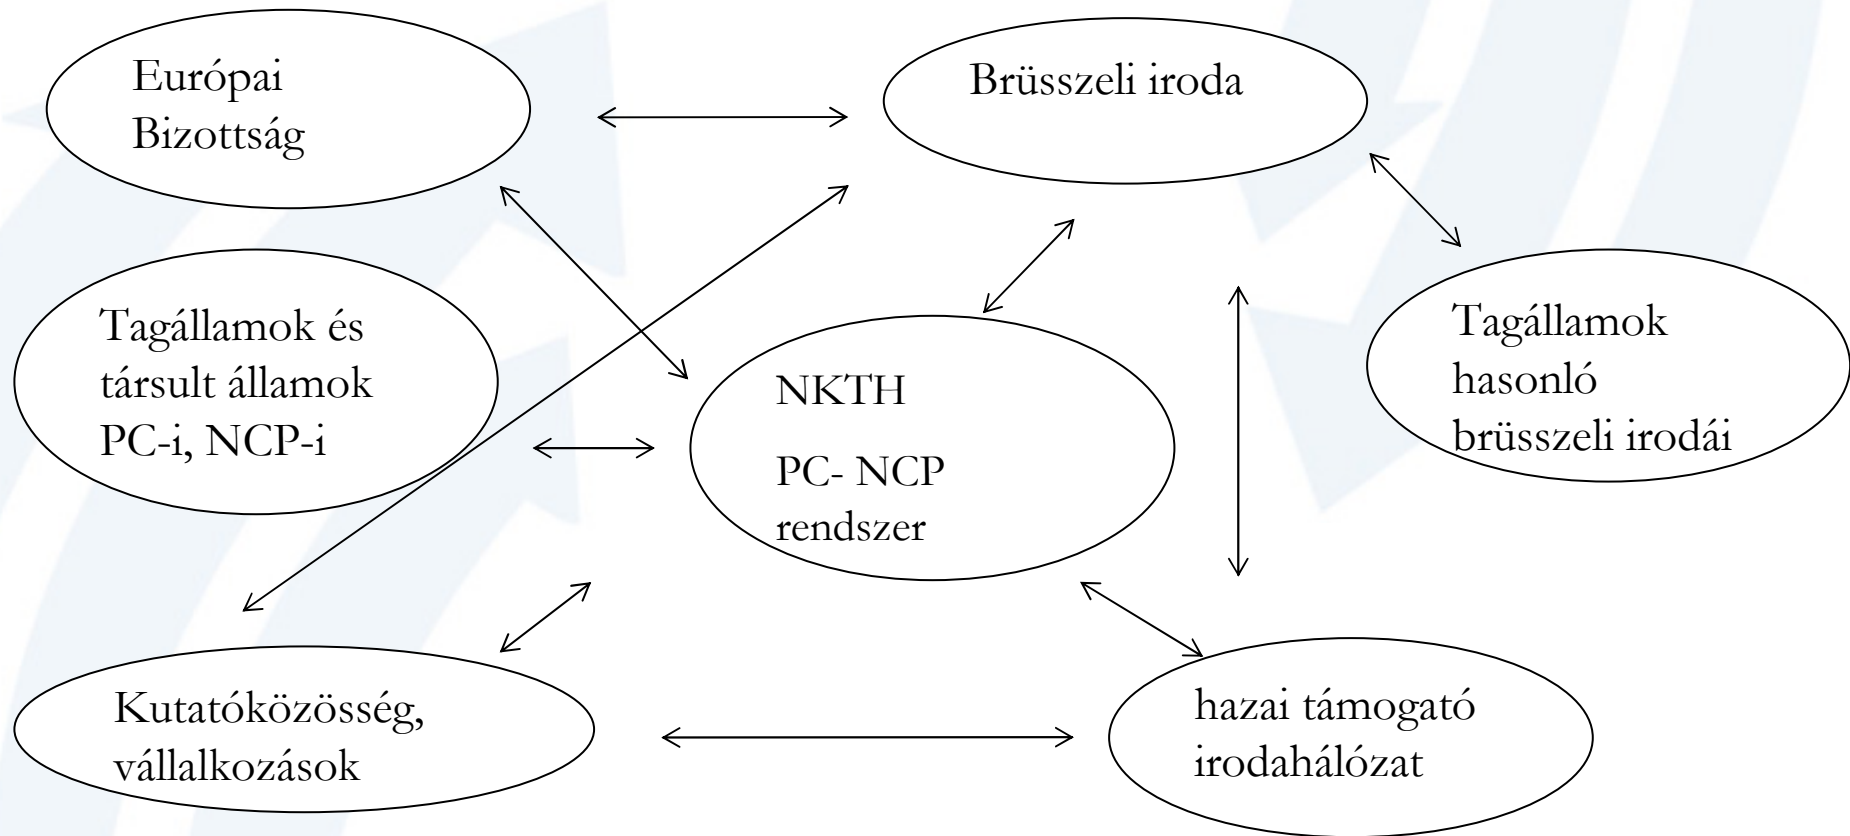 Európai
Bizottság
Brüsszeli iroda
Tagállamok és
társult államok
PC-i, NCP-i
NKTH
PC- NCP
rendszer
Tagállamok
hasonló
brüsszeli irodái
Kutatóközösség,
vállalkozások
hazai támogató
irodahálózat